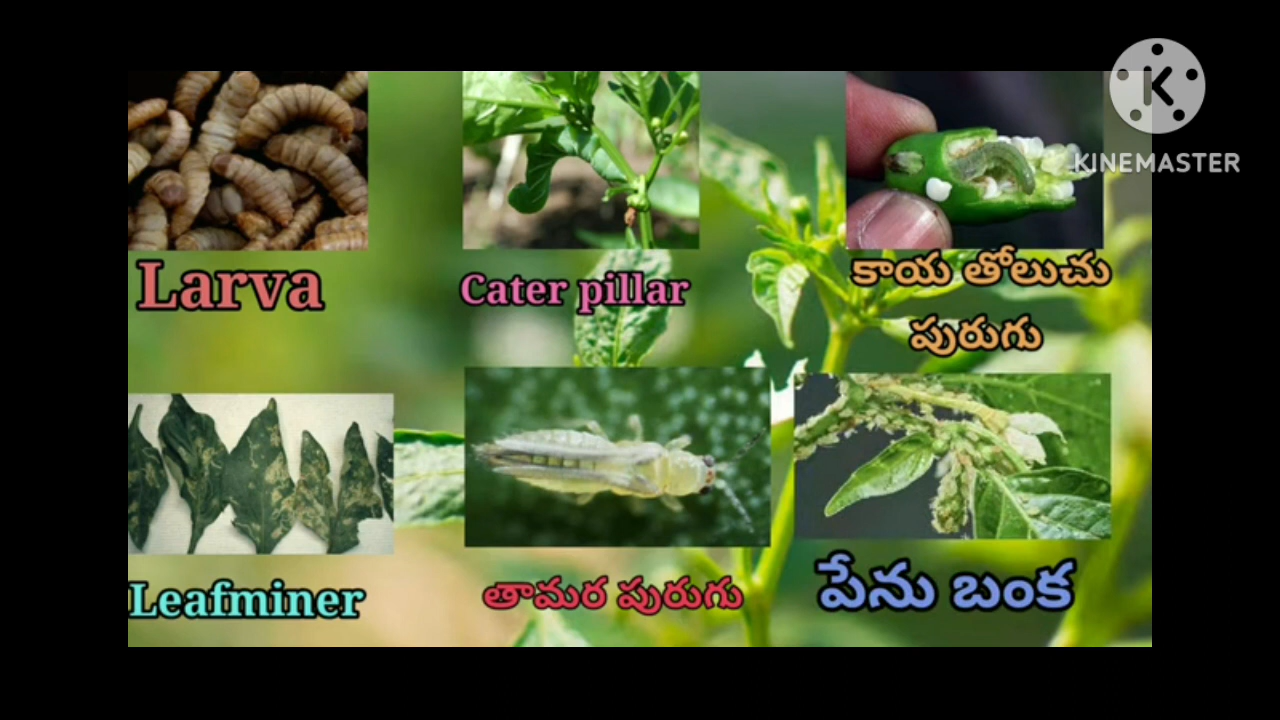 KINEMASTER
Larva
Cater pillar
కాయ తోలుచు
పురుగు
Leafminer
తామర పురుగు
పేను బంక